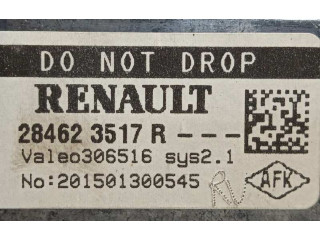 DO NOT DROP
RENAULT
28462 3517 R - - -
Valeo306516 sys2.1
No:201501300545
AFK